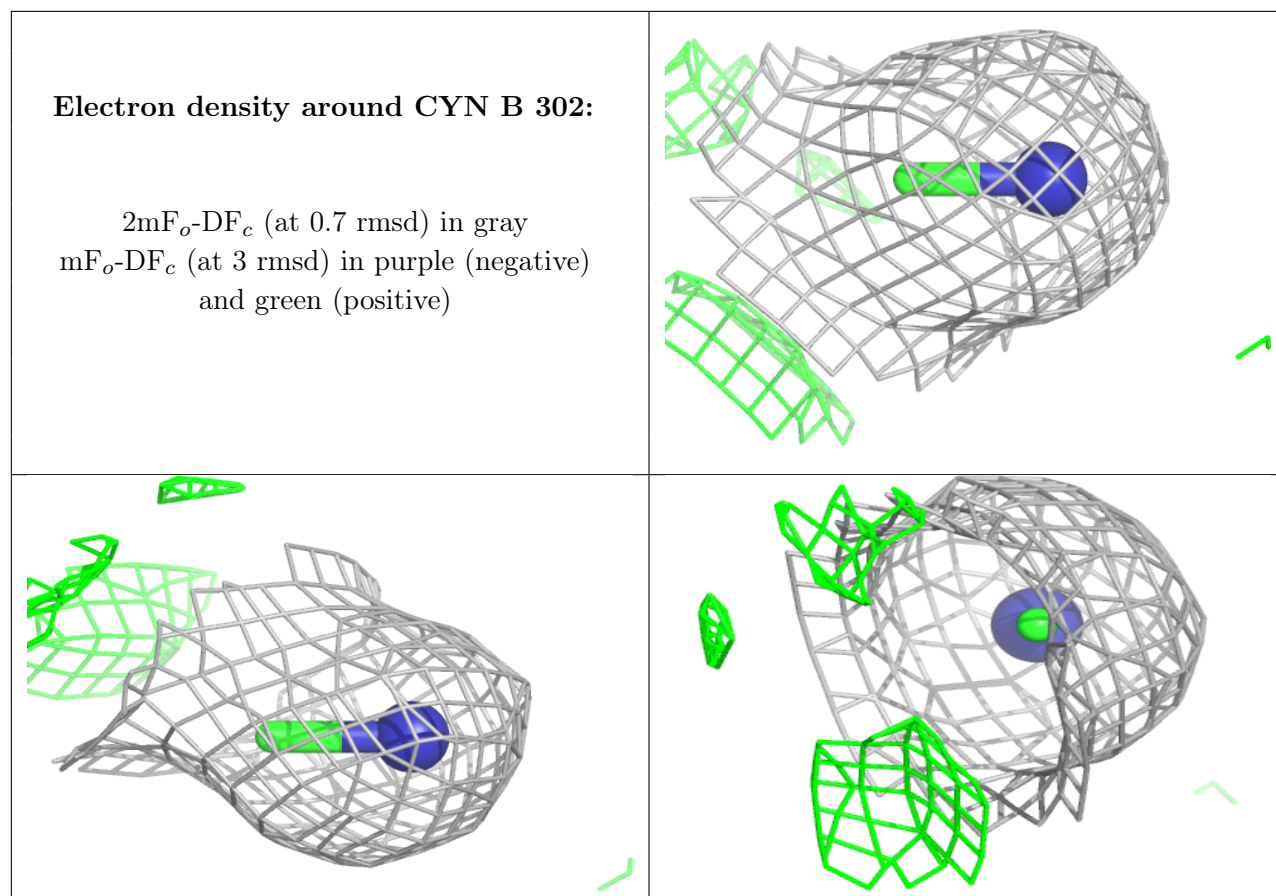 Electron density around CYN B 302:
2mFo-DFc (at 0.7 rmsd) in gray
mFo-DFc (at 3 rmsd) in purple (negative)
and green (positive)